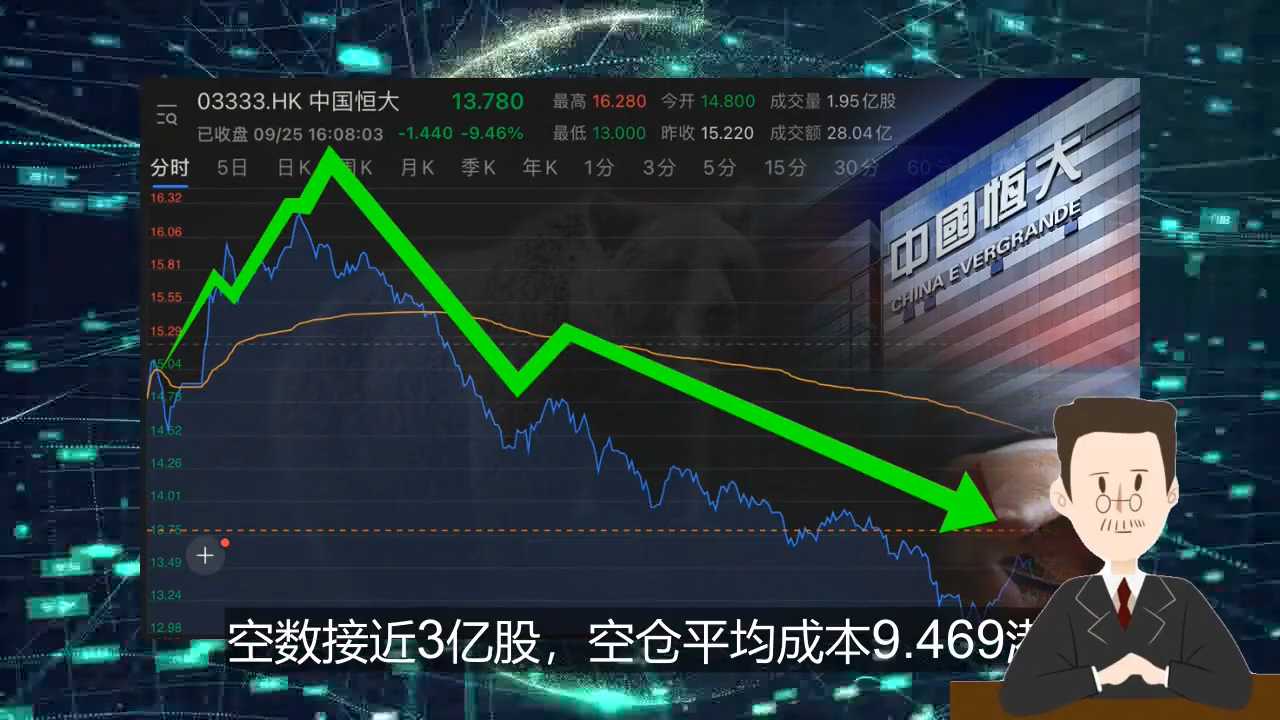 03333.HK 中国恒大 13.780 最高 16.280 今开 14.800 成交量 1.95亿股
已收盘 09/25 16:08:03 -1.440 -9.46% 最低 13.000 昨收 15.220 成交额 28.04亿
分时 5日 日K 周K 月K 季K 年K 1分 3分 5分 15分 30分 60分
16.32
16.06
15.81
15.55
15.29
15.04
14.78
14.52
14.26
14.01
13.75
13.49
13.24
12.98
中國恒大
CHINA EVERGRANDE
空数接近3亿股，空仓平均成本9.469